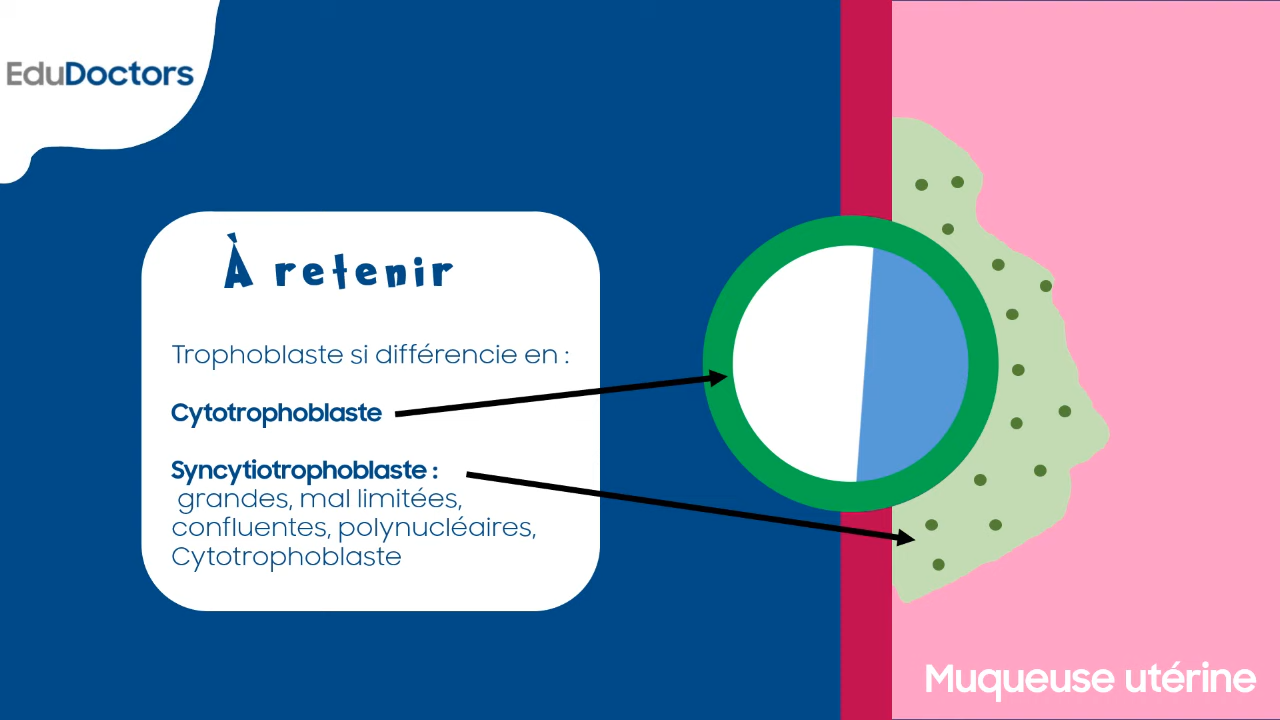 EduDoctors
À retenir
Trophoblaste si différencie en :
Cytotrophoblaste
Syncytiotrophoblaste :
grandes, mal limitées,
confluentes, polynucléaires,
Cytotrophoblaste
Muqueuse utérine